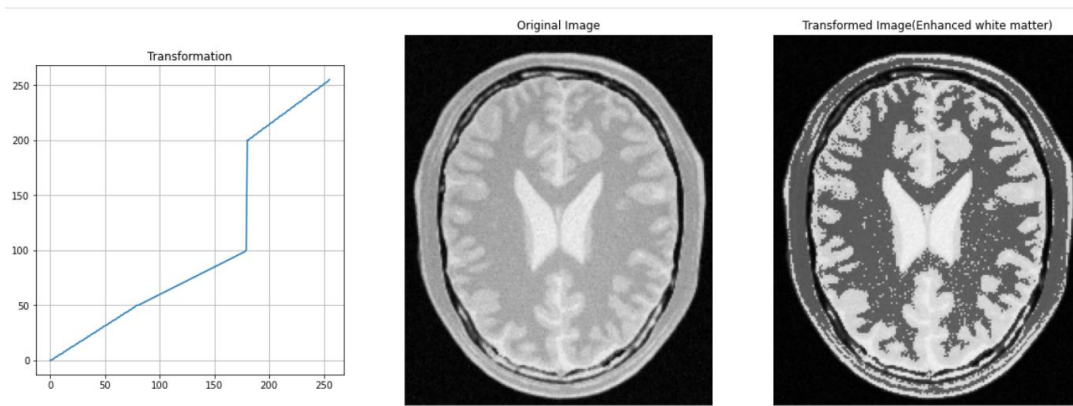 Transformation
250
200
150
100
50
0
0 50 100 150 200 250
Original Image
Transformed Image(Enhanced white matter)